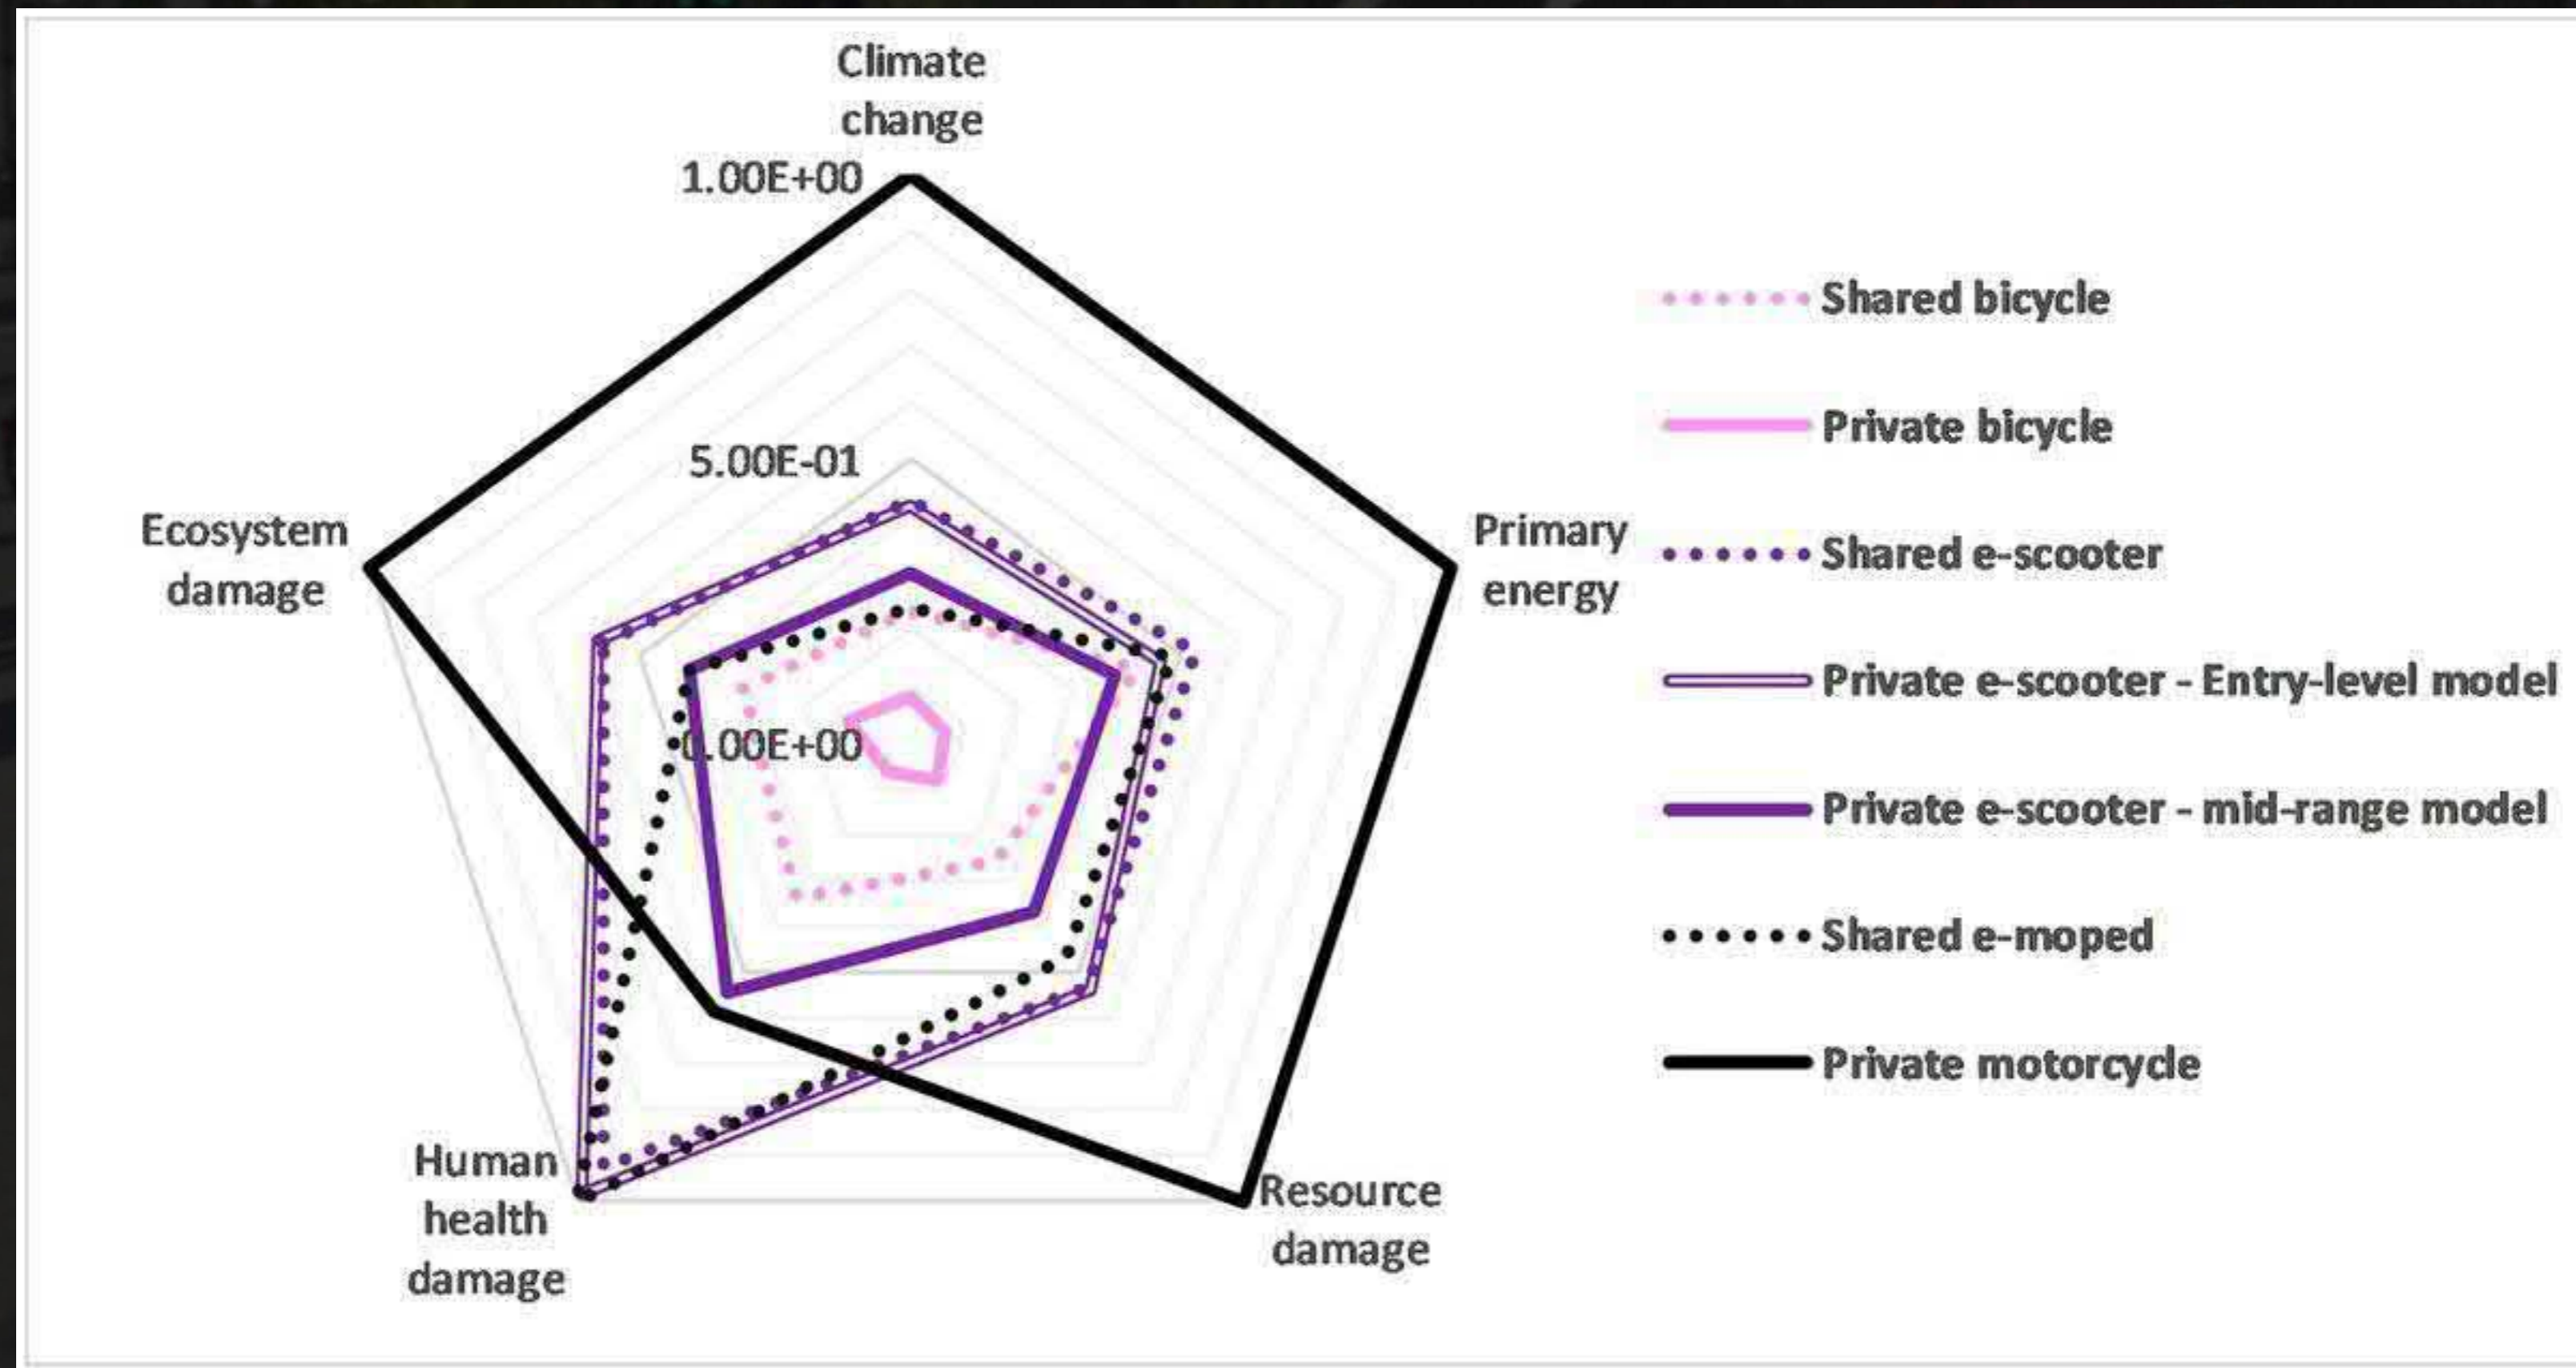 Climate
change
1.00E+00
5.00E-01
0.00E+00
Ecosystem
damage
Primary
energy
Human
health
damage
Resource
damage
Shared bicycle
Private bicycle
Shared e-scooter
Private e-scooter - Entry-level model
Private e-scooter - mid-range model
Shared e-moped
Private motorcycle